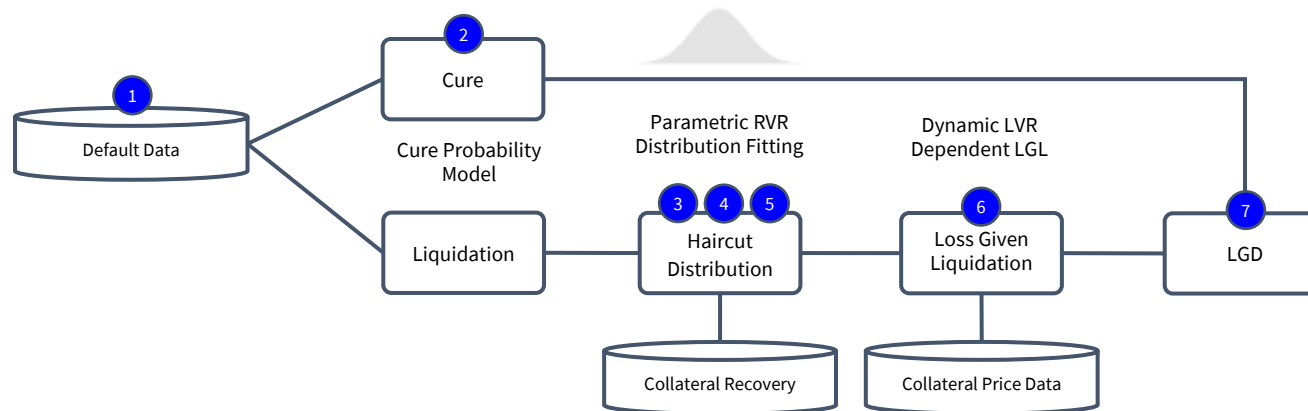 2
Cure
1
Default Data
Cure Probability
Model
Parametric RVR
Distribution Fitting
Dynamic LVR
Dependent LGL
Liquidation
3 4 5
Haircut
Distribution
6
Loss Given
Liquidation
7
LGD
Collateral Recovery
Collateral Price Data